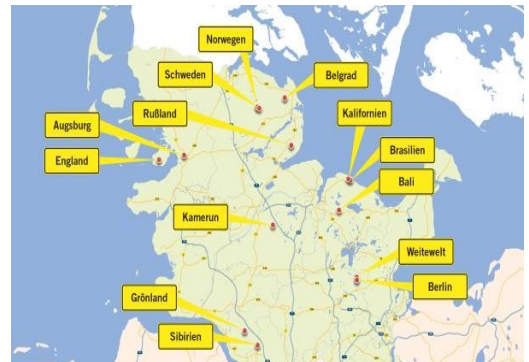 Norwegen
Schweden
Belgrad
Rußland
Kalifornien
Augsburg
Brasilien
England
Bali
Kamerun
Weitewelt
Berlin
Grönland
Sibirien